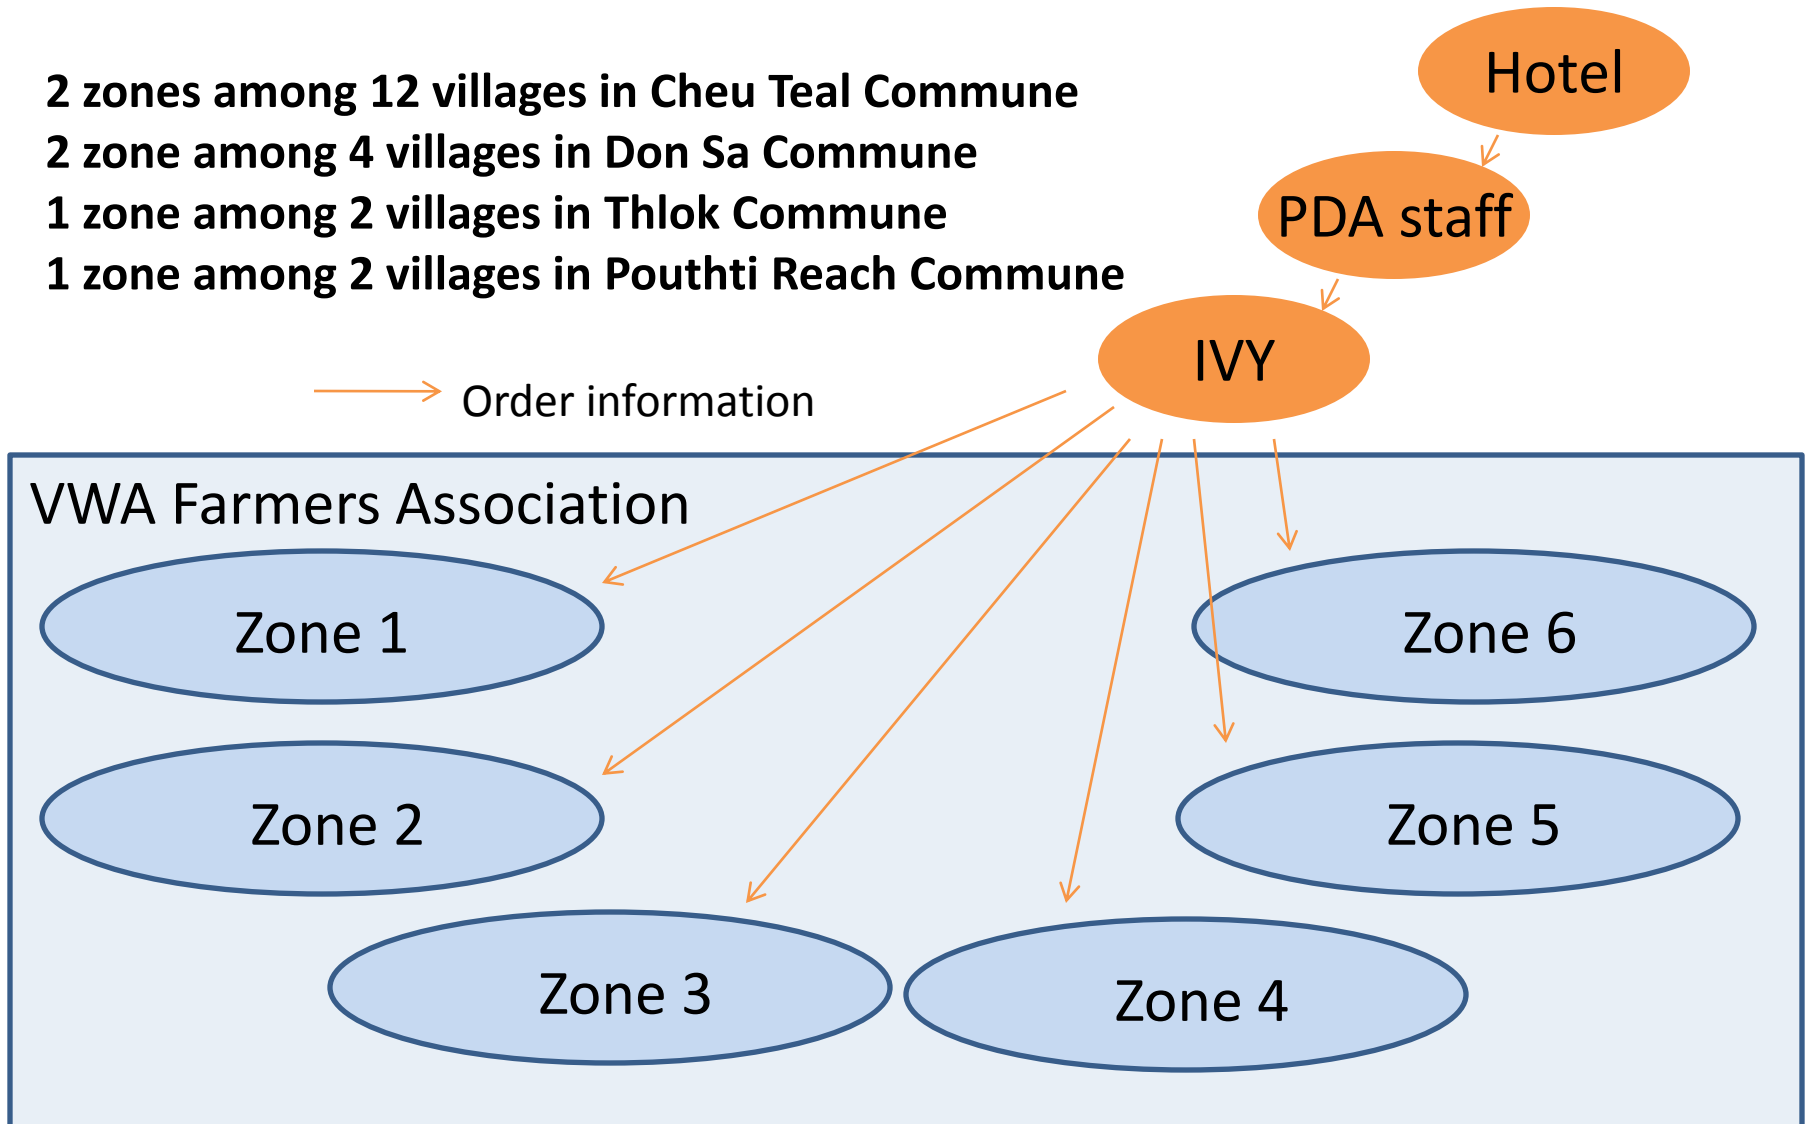 2 zones among 12 villages in Cheu Teal Commune
2 zone among 4 villages in Don Sa Commune
1 zone among 2 villages in Thlok Commune
1 zone among 2 villages in Pouthti Reach Commune
Hotel
PDA staff
IVY
Order information
VWA Farmers Association
Zone 1
Zone 6
Zone 2
Zone 5
Zone 3
Zone 4